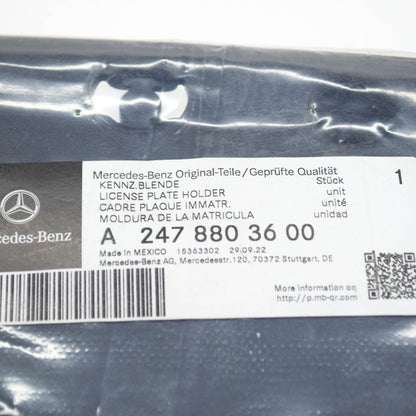 Mercedes-Benz Original-Teile/Geprüfte Qualität
KENNZ.BLENDE Stück 1
LICENSE PLATE HOLDER unit
CADRE PLAQUE IMMATR. unité
MOLDURA DE LA MATRICULA unidad
cedes-Benz
A 247 880 36 00
Made in MEXICO 15363302 29.09.22
Mercedes-Benz AG, Mercedesstr.120, 70372 Stuttgart, DE
More information on
http://p.mb-qr.com/